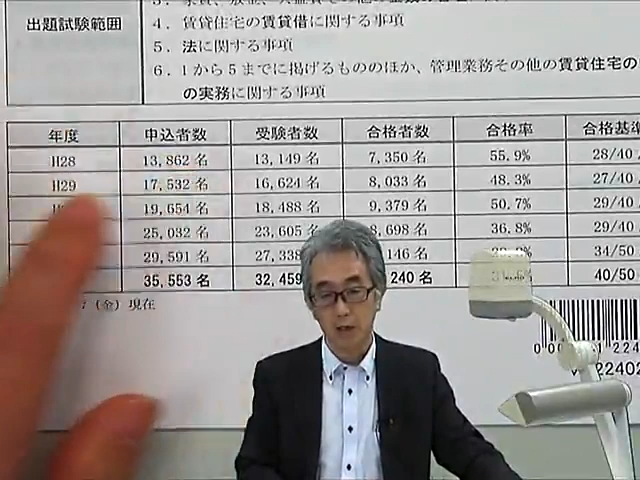 出題試験範囲
4．賃貸住宅の賃貸借に関する事項
5．法に関する事項
6．1から5までに掲げるもののほか、管理業務その他の賃貸住宅の
の実務に関する事項
年度 申込者数 受験者数 合格者数 合格率 合格基準
H28 13,862名 13,149名 7,350名 55.9% 28/40
H29 17,532名 16,624名 8,033名 48.3% 27/40
19,654名 18,488名 9,379名 50.7% 29/40
25,032名 23,605名 8,698名 36.8% 29/40
29,591名 27,338 146名 34/50
35,553名 32,459 240名 40/50
（金）現在